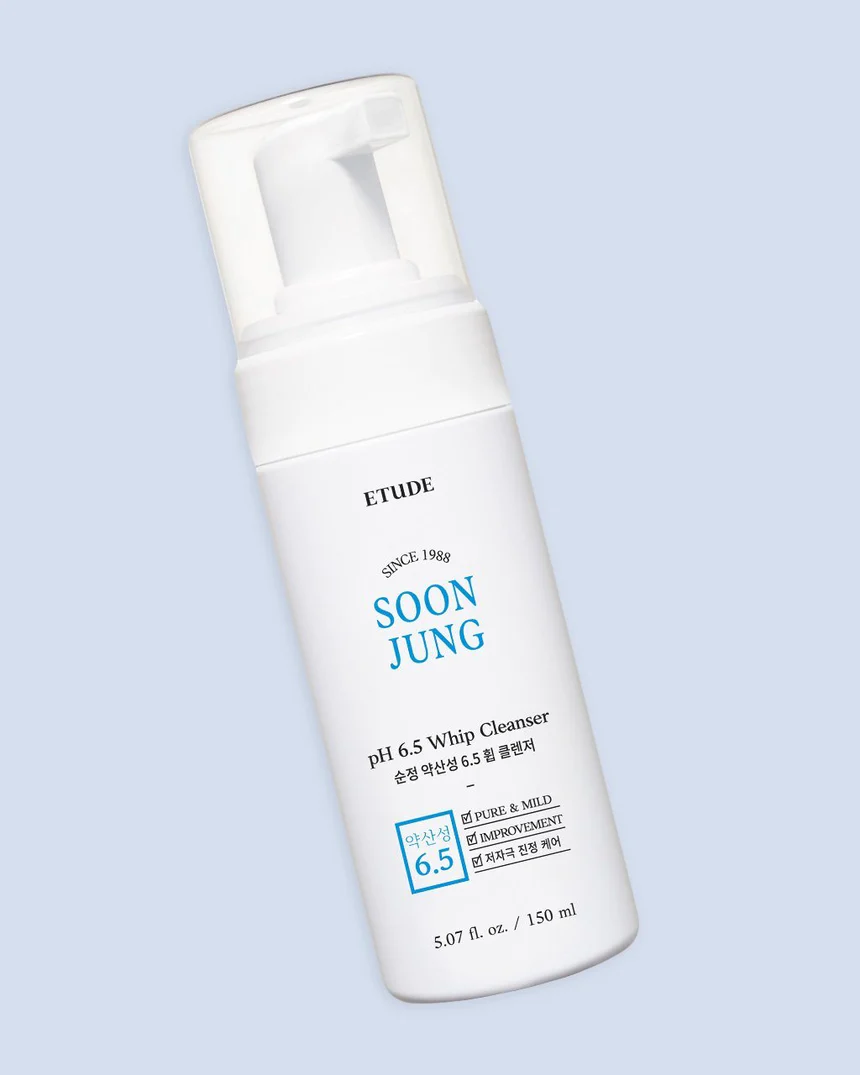 ETUDE
SINCE 1988
SOON
JUNG
pH 6.5 Whip Cleanser
순정 약산성 6.5 휩 클렌저
약산성
6.5
PURE & MILD
IMPROVEMENT
저자극 진정 케어
5.07 fl. oz. / 150 ml